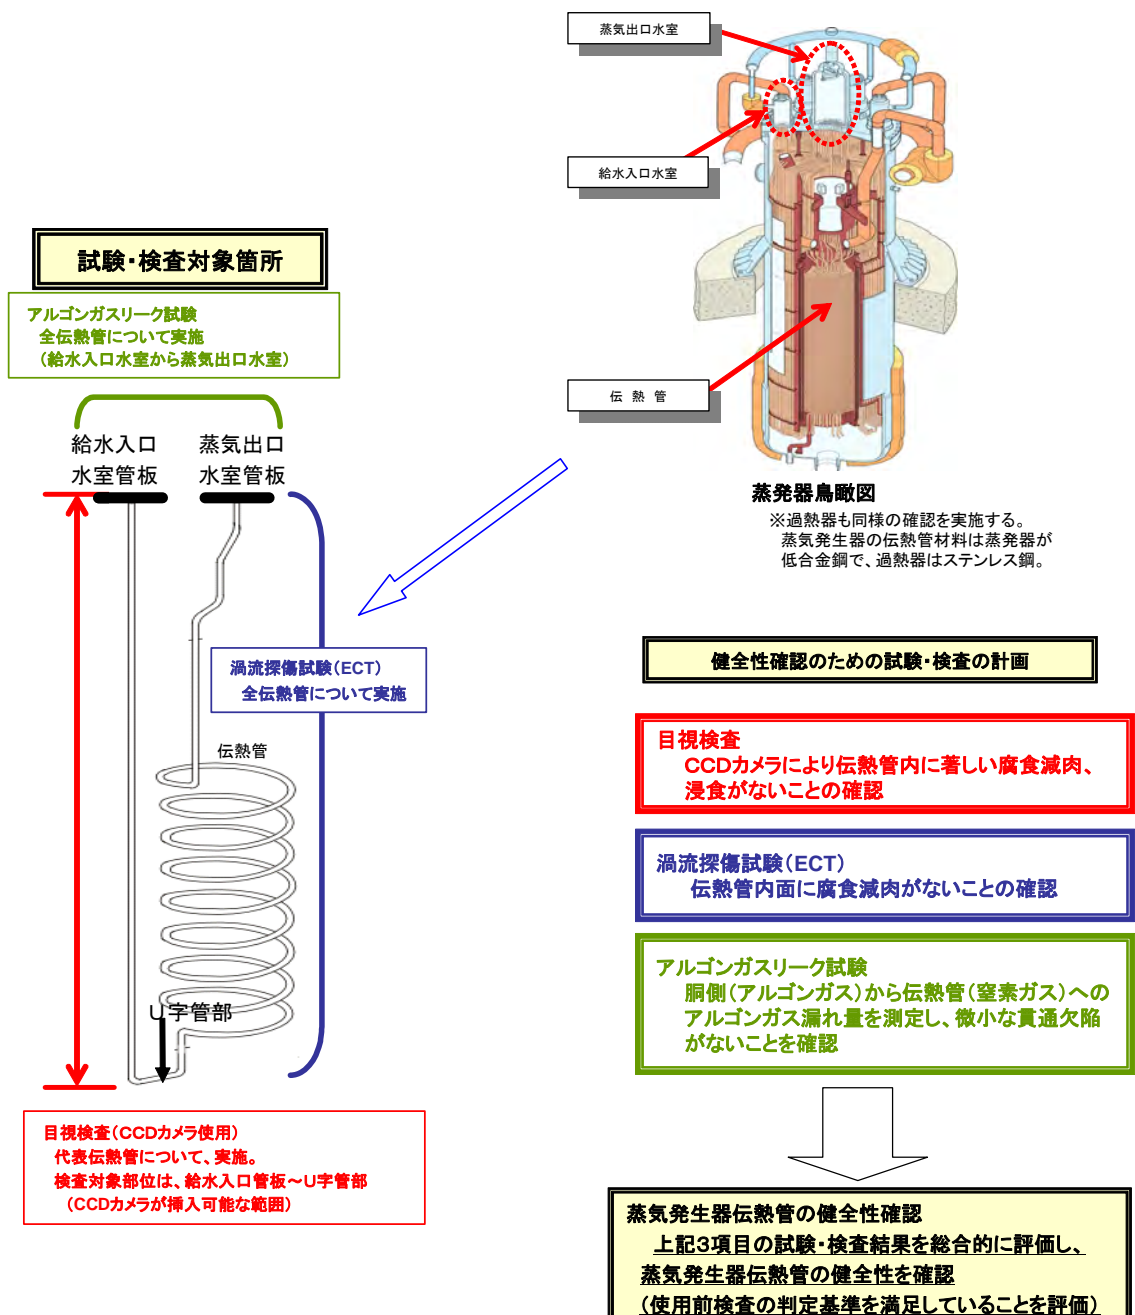 蒸気出口水室
給水入口水室
伝 熱 管
蒸発器鳥瞰図
※過熱器も同様の確認を実施する。
蒸気発生器の伝熱管材料は蒸発器が
低合金鋼で、過熱器はステンレス鋼。
試験・検査対象箇所
アルゴンガスリーク試験
全伝熱管について実施
(給水入口水室から蒸気出口水室)
給水入口
水室管板
蒸気出口
水室管板
渦流探傷試験(ECT)
全伝熱管について実施
伝熱管
U字管部
目視検査(CCDカメラ使用)
代表伝熱管について、実施。
検査対象部位は、給水入口管板~U字管部
(CCDカメラが挿入可能な範囲)
健全性確認のための試験・検査の計画
目視検査
CCDカメラにより伝熱管内に著しい腐食減肉、
浸食がないことの確認
渦流探傷試験(ECT)
伝熱管内面に腐食減肉がないことの確認
アルゴンガスリーク試験
胴側(アルゴンガス)から伝熱管(窒素ガス)への
アルゴンガス漏れ量を測定し、微小な貫通欠陥
がないことを確認
蒸気発生器伝熱管の健全性確認
上記3項目の試験・検査結果を総合的に評価し、
蒸気発生器伝熱管の健全性を確認
(使用前検査の判定基準を満足していることを評価)